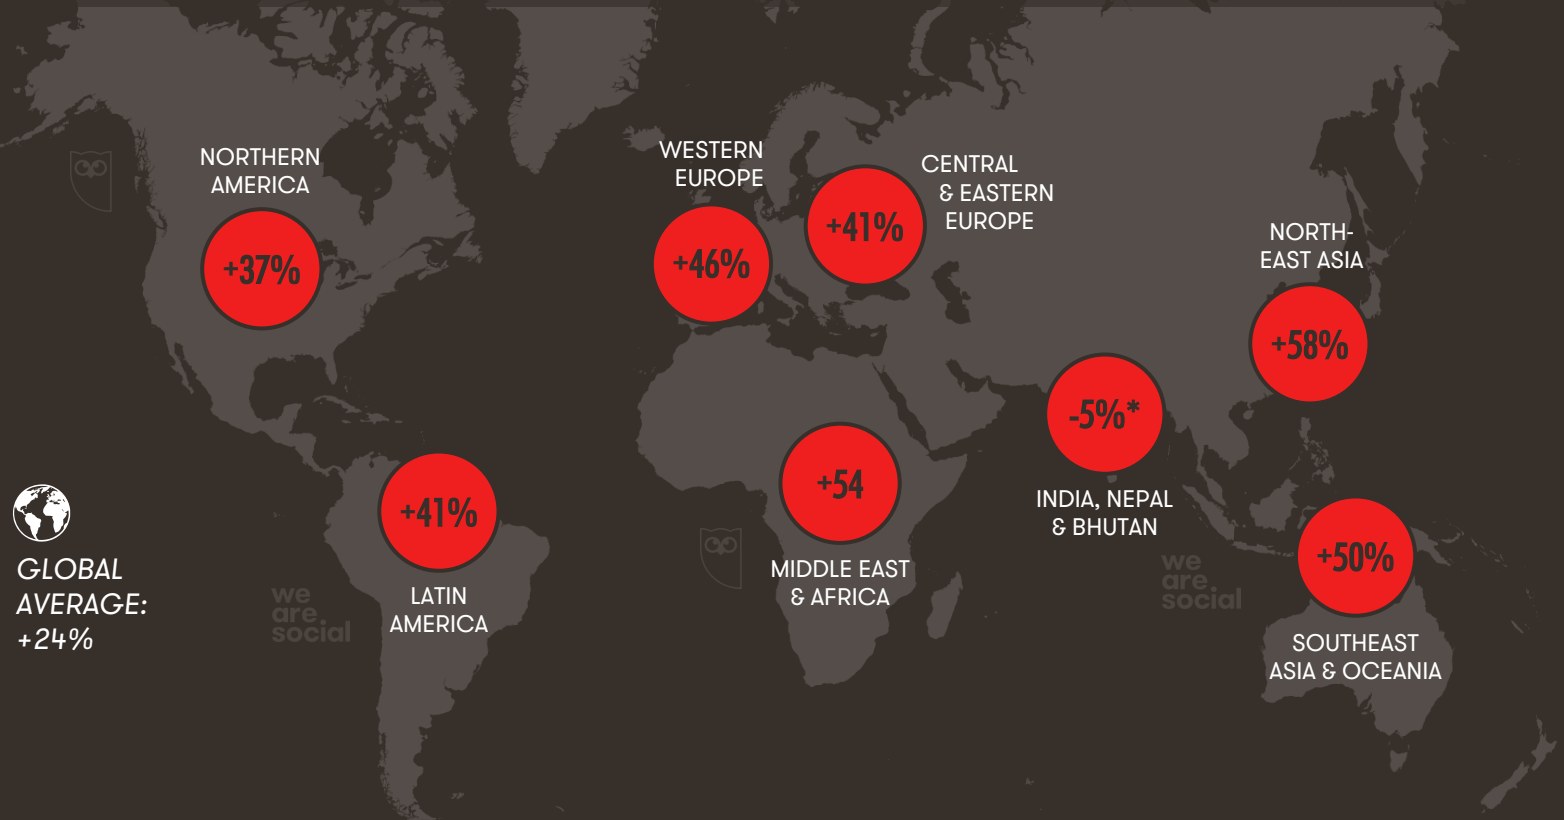 NORTHERN
AMERICA
+37%
WESTERN
EUROPE
+46%
CENTRAL
& EASTERN
EUROPE
+41%
NORTH-
EAST ASIA
+58%
-5%*
INDIA, NEPAL
& BHUTAN
+54
MIDDLE EAST
& AFRICA
+41%
LATIN
AMERICA
+50%
SOUTHEAST
ASIA & OCEANIA
GLOBAL
AVERAGE:
+24%
we
are
social
we
are
social